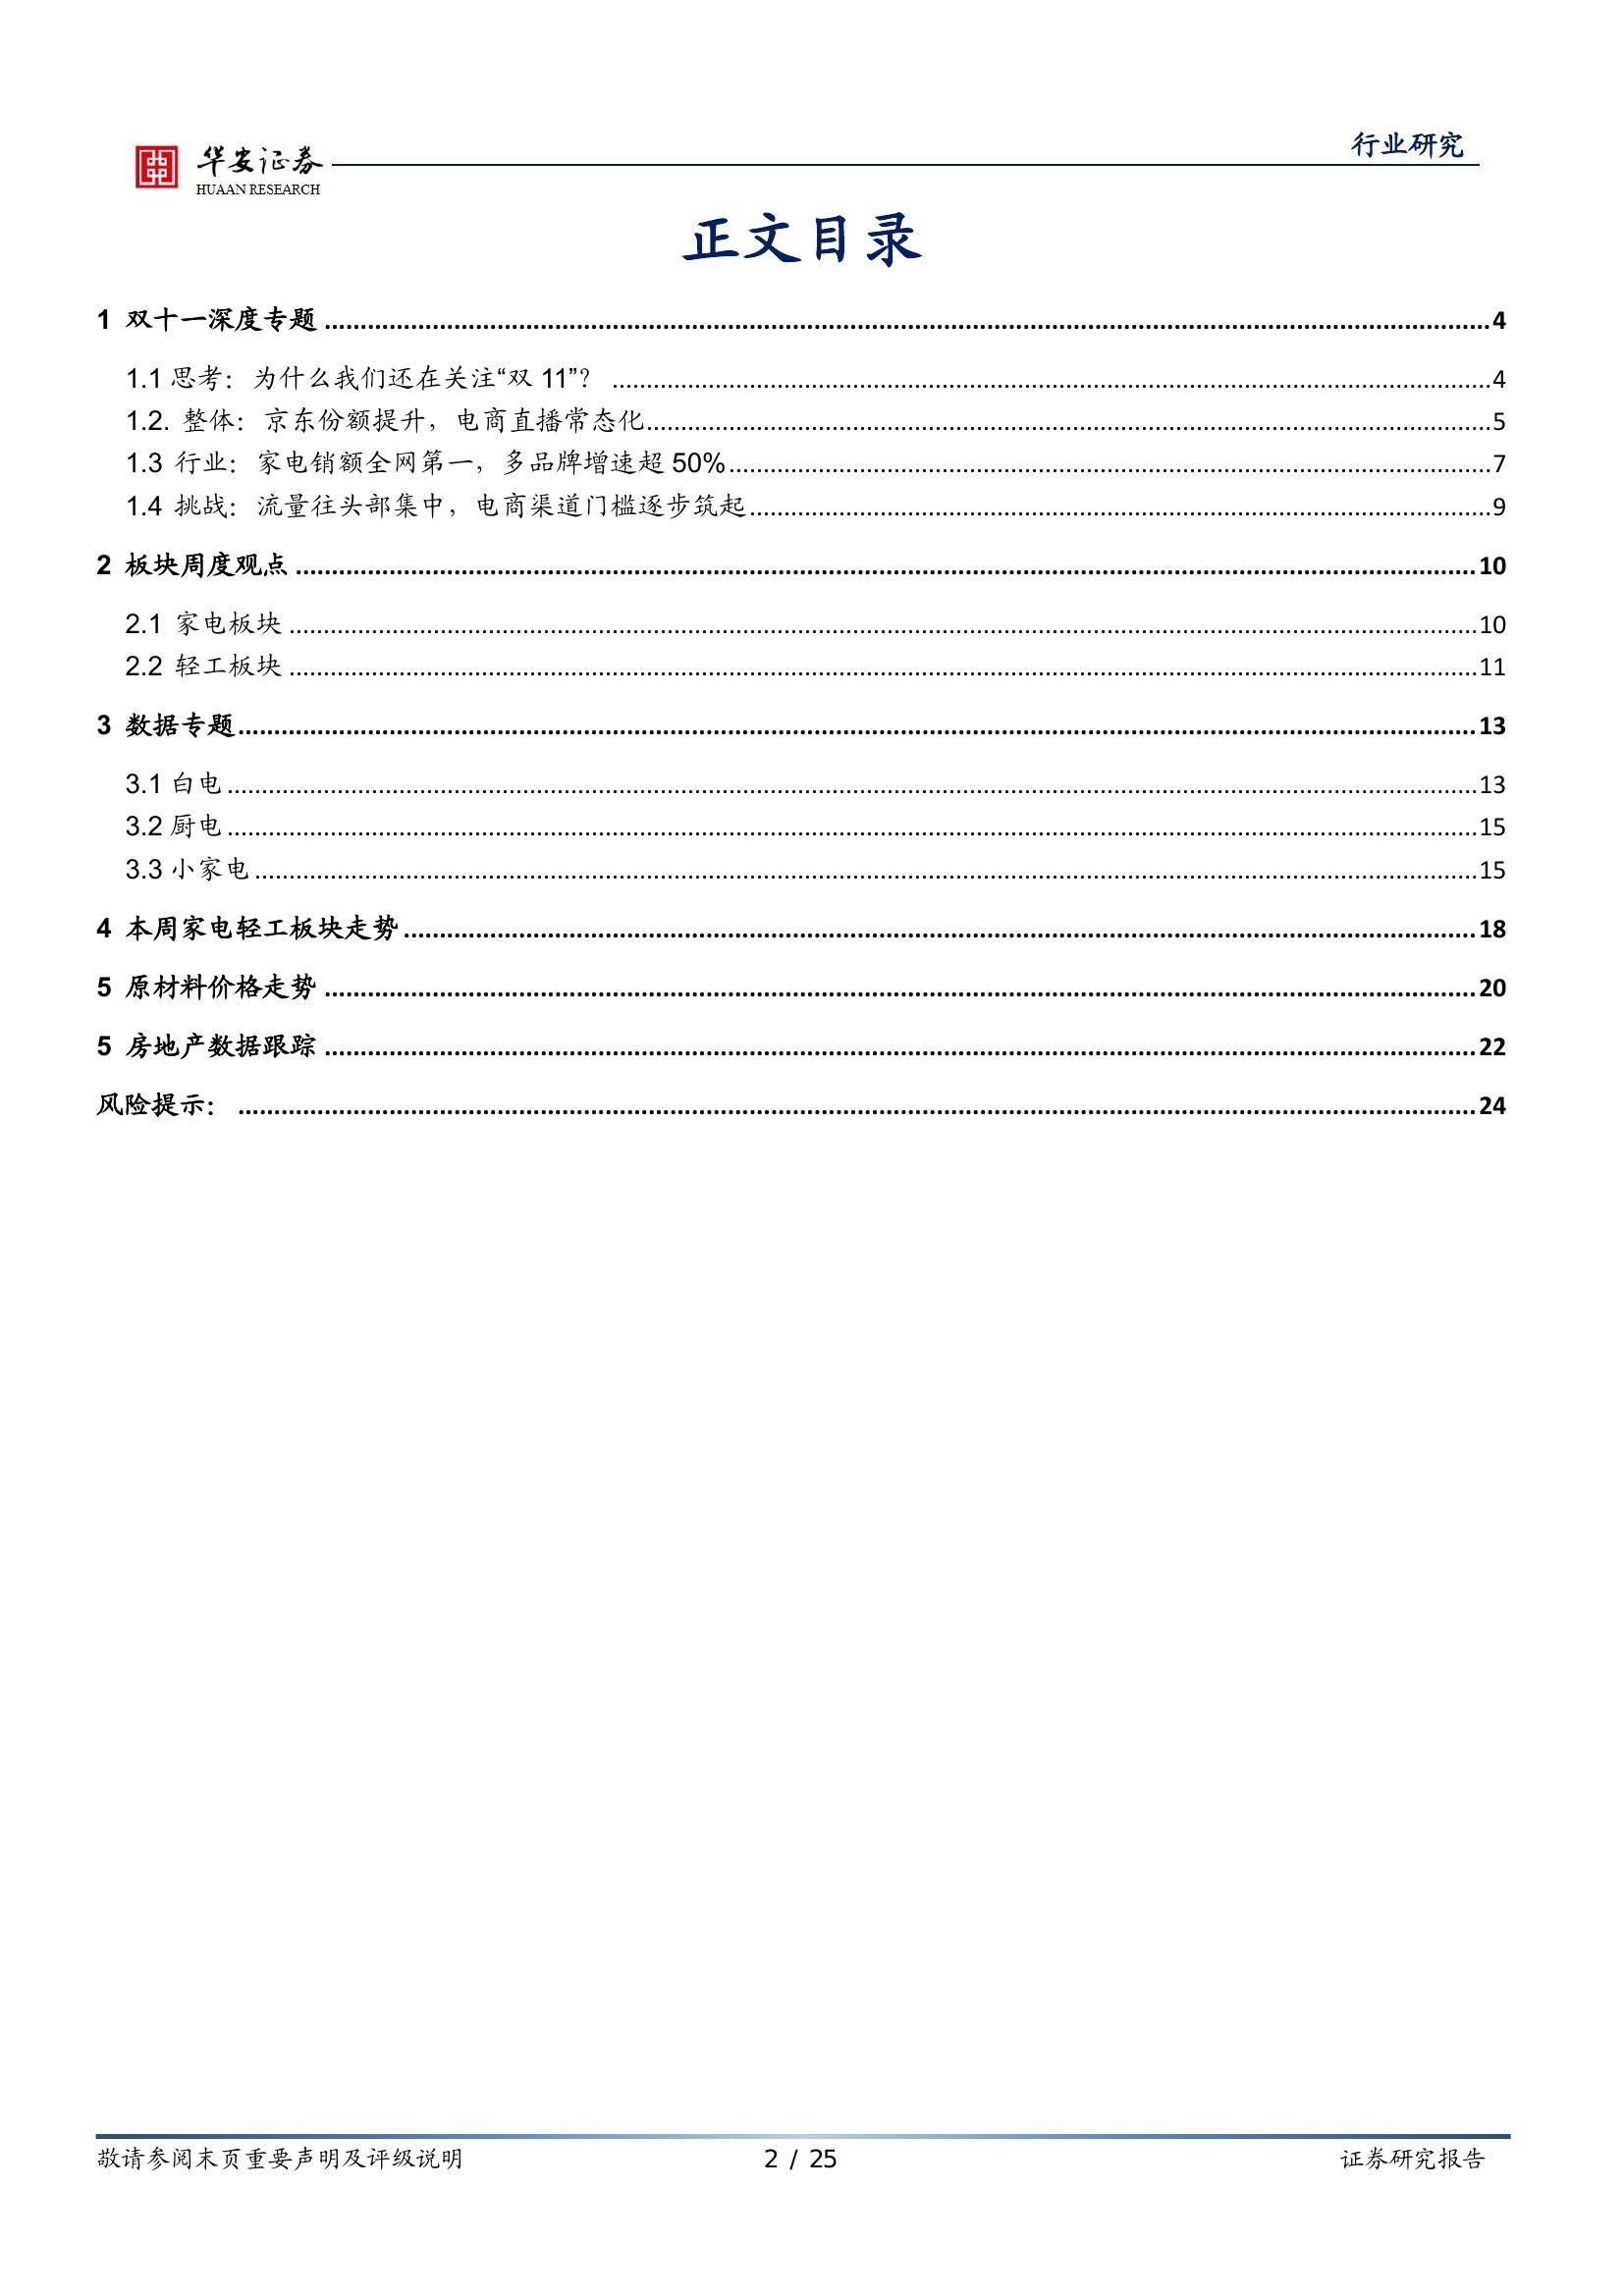 华安证券
HUAAN RESEARCH
行业研究
正文目录
1 双十一深度专题 ........ 4
1.1 思考：为什么我们还在关注“双 11”？ ........ 4
1.2. 整体：京东份额提升，电商直播常态化 ........ 5
1.3 行业：家电销额全网第一，多品牌增速超 50% ........ 7
1.4 挑战：流量往头部集中，电商渠道门槛逐步筑起 ........ 9
2 板块周度观点 ........ 10
2.1 家电板块 ........ 10
2.2 轻工板块 ........ 11
3 数据专题 ........ 13
3.1 白电 ........ 13
3.2 厨电 ........ 15
3.3 小家电 ........ 15
4 本周家电轻工板块走势 ........ 18
5 原材料价格走势 ........ 20
5 房地产数据跟踪 ........ 22
风险提示： ........ 24
敬请参阅末页重要声明及评级说明 2 / 25 证券研究报告